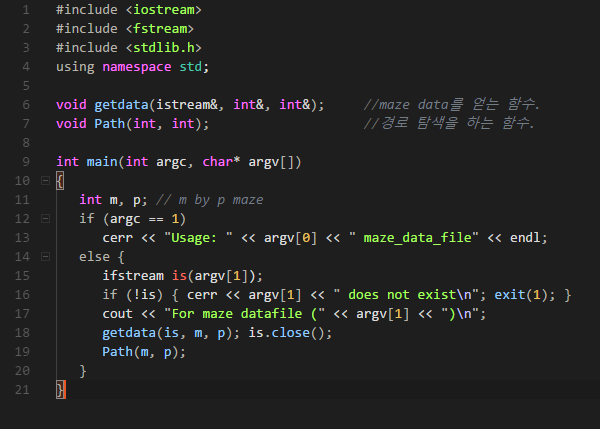 1 #include <iostream>
2 #include <fstream>
3 #include <stdlib.h>
4 using namespace std;
5
6 void getdata(istream&, int&, int&);     //maze data를 얻는 함수.
7 void Path(int, int);                    //경로 탐색을 하는 함수.
8
9 int main(int argc, char* argv[])
10 {
11    int m, p; // m by p maze
12    if (argc == 1)
13       cerr << "Usage: " << argv[0] << " maze_data_file" << endl;
14    else {
15       ifstream is(argv[1]);
16       if (!is) { cerr << argv[1] << " does not exist\n"; exit(1); }
17       cout << "For maze datafile (" << argv[1] << ")\n";
18       getdata(is, m, p); is.close();
19       Path(m, p);
20    }
21 }